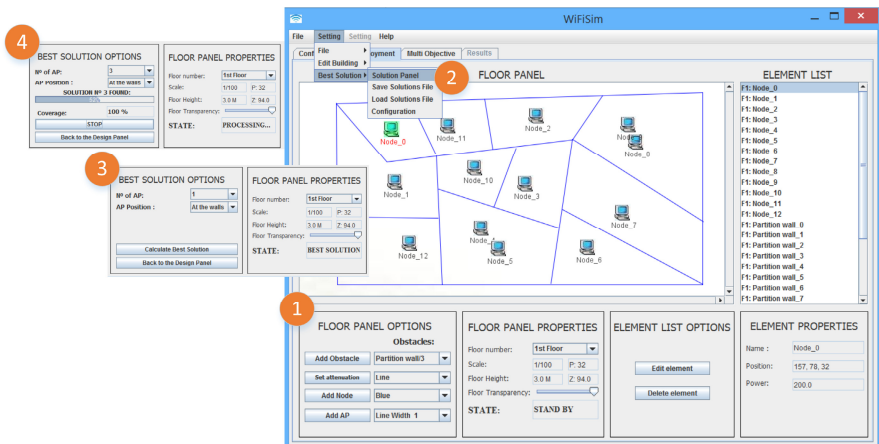 WiFiSim
File Setting Setting Help
Conf oyment Multi Objective Results
File
Edit Building
Best Solution
Solution Panel
Save Solutions File
Load Solutions File
Configuration
2
FLOOR PANEL
Node_0
Node_11
Node_2
Node_0
Node_1
Node_10
Node_3
Node_7
Node_12
Node_
Node_5
Node_6
ELEMENT LIST
F1: Node_0
F1: Node_1
F1: Node_2
F1: Node_3
F1: Node_4
F1: Node_5
F1: Node_6
F1: Node_7
F1: Node_8
F1: Node_9
F1: Node_10
F1: Node_11
F1: Node_12
F1: Partition wall_0
F1: Partition wall_1
F1: Partition wall_2
F1: Partition wall_3
F1: Partition wall_4
F1: Partition wall_5
F1: Partition wall_6
F1: Partition wall_7
4
BEST SOLUTION OPTIONS
Nº of AP: 3
AP Position : At the walls
SOLUTION Nº 3 FOUND:
Coverage: 100 %
STOP
Back to the Design Panel
FLOOR PANEL PROPERTIES
Floor number: 1st Floor
Scale: 1/100 P: 32
Floor Height: 3.0 M Z: 94.0
Floor Transparency:
STATE: PROCESSING...
3
BEST SOLUTION OPTIONS
Nº of AP: 1
AP Position : At the walls
Calculate Best Solution
Back to the Design Panel
FLOOR PANEL PROPERTIES
Floor number: 1st Floor
Scale: 1/100 P: 32
Floor Height: 3.0 M Z: 94.0
Floor Transparency:
STATE: BEST SOLUTION
1
FLOOR PANEL OPTIONS
Obstacles:
Add Obstacle Partition wall/3
Set attenuation Line
Add Node Blue
Add AP Line Width 1
FLOOR PANEL PROPERTIES
Floor number: 1st Floor
Scale: 1/100 P: 32
Floor Height: 3.0 M Z: 94.0
Floor Transparency:
STATE: STAND BY
ELEMENT LIST OPTIONS
Edit element
Delete element
ELEMENT PROPERTIES
Name : Node_0
Position: 157, 78, 32
Power: 200.0